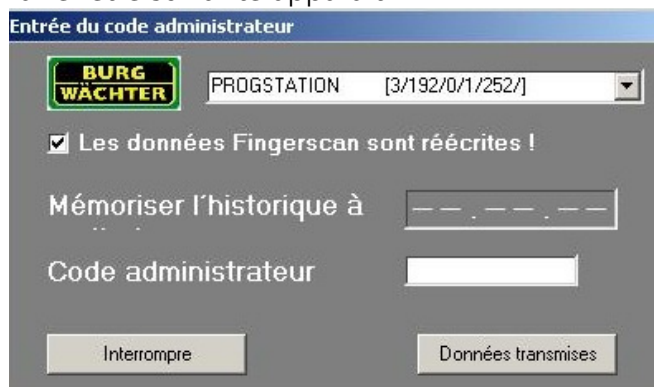 Entrée du code administrateur
BURG
WÄCHTER
PROGSTATION [3/192/0/1/252/]
Les données Fingerscan sont réécrites !
Mémoriser l´historique à
--.--.--
Code administrateur
Interrompre
Données transmises